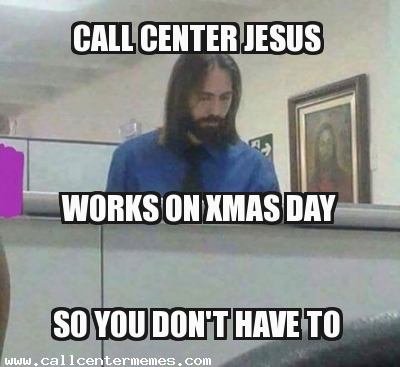 CALL CENTER JESUS
WORKS ON XMAS DAY
SO YOU DON'T HAVE TO
www.callcentermemes.com